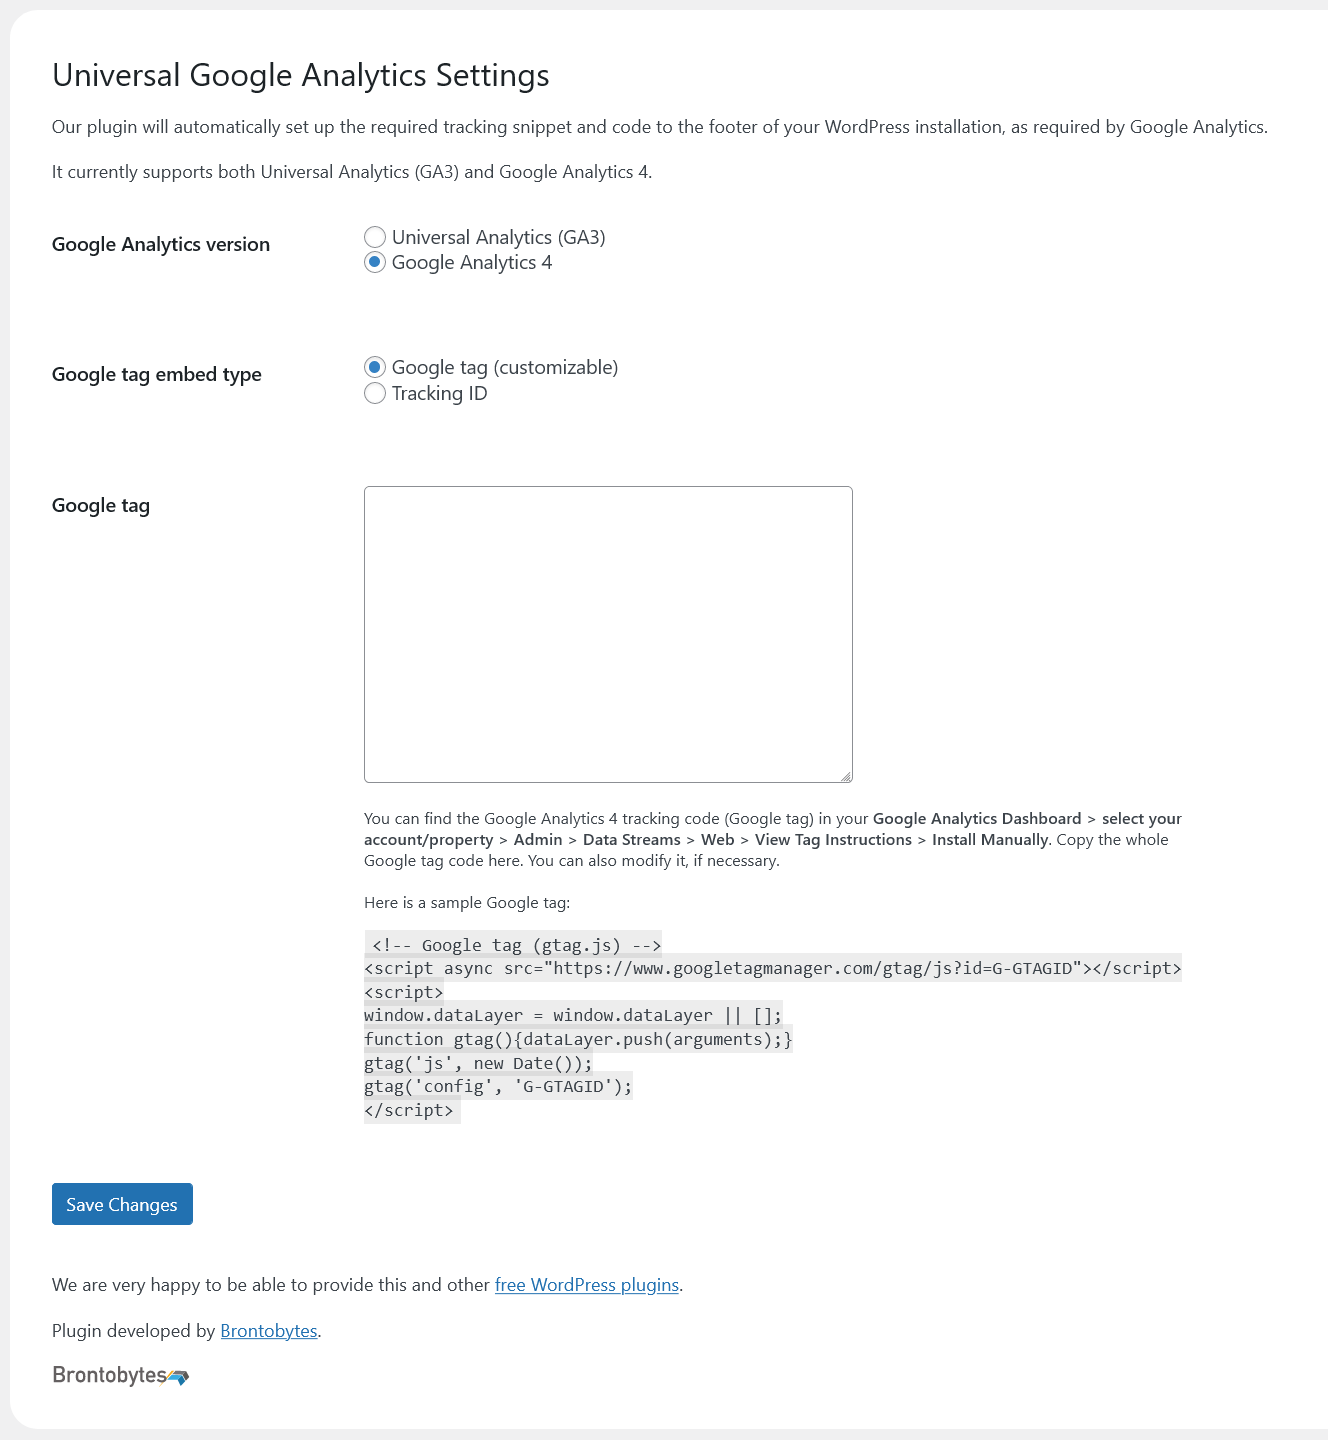 Universal Google Analytics Settings
Our plugin will automatically set up the required tracking snippet and code to the footer of your WordPress installation, as required by Google Analytics.
It currently supports both Universal Analytics (GA3) and Google Analytics 4.
Google Analytics version
Universal Analytics (GA3)
Google Analytics 4
Google tag embed type
Google tag (customizable)
Tracking ID
Google tag
You can find the Google Analytics 4 tracking code (Google tag) in your Google Analytics Dashboard > select your
account/property > Admin > Data Streams > Web > View Tag Instructions > Install Manually. Copy the whole
Google tag code here. You can also modify it, if necessary.
Here is a sample Google tag:
<!-- Google tag (gtag.js) -->
<script async src="https://www.googletagmanager.com/gtag/js?id=G-GTAGID"></script>
<script>
window.dataLayer = window.dataLayer || [];
function gtag(){dataLayer.push(arguments);}
gtag('js', new Date());
gtag('config', 'G-GTAGID');
</script>
Save Changes
We are very happy to be able to provide this and other free WordPress plugins.
Plugin developed by Brontobytes.
Brontobytes